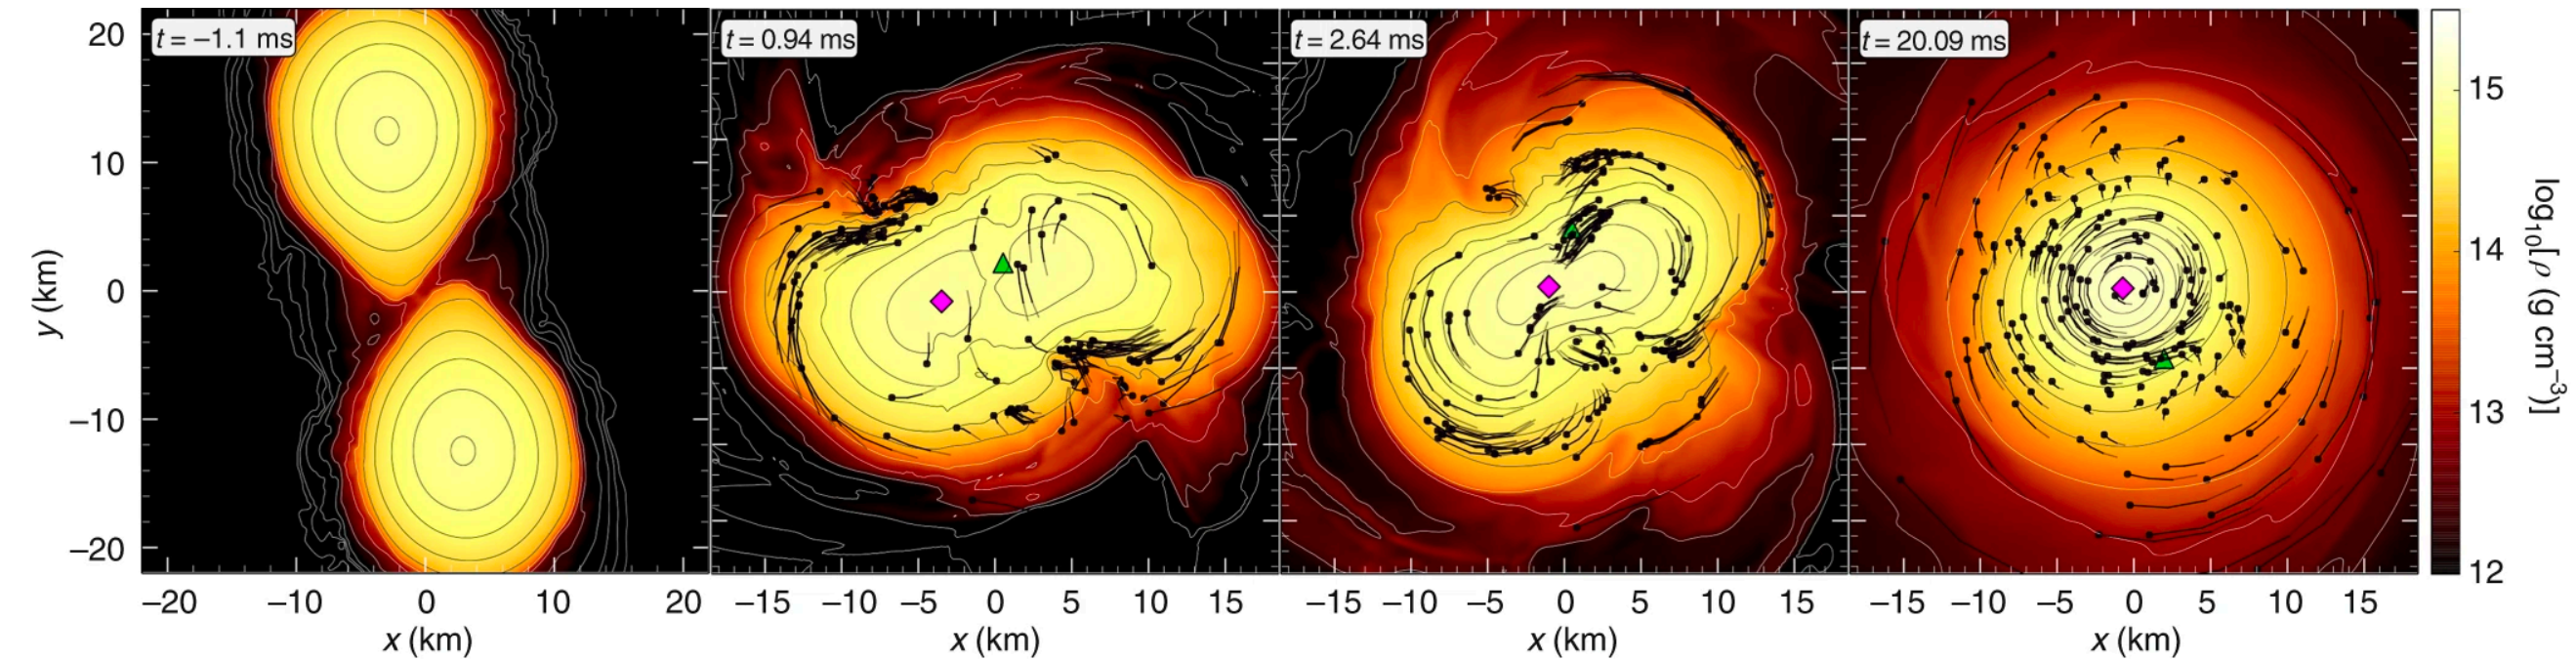 t = −1.1 ms
t = 0.94 ms
t = 2.64 ms
t = 20.09 ms
20
10
0
−10
−20
y (km)
15
14
13
12
log₁₀[ρ (g cm⁻³)]
−20 −10 0 10 20
−15 −10 −5 0 5 10 15
−15 −10 −5 0 5 10 15
−15 −10 −5 0 5 10 15
x (km)
x (km)
x (km)
x (km)